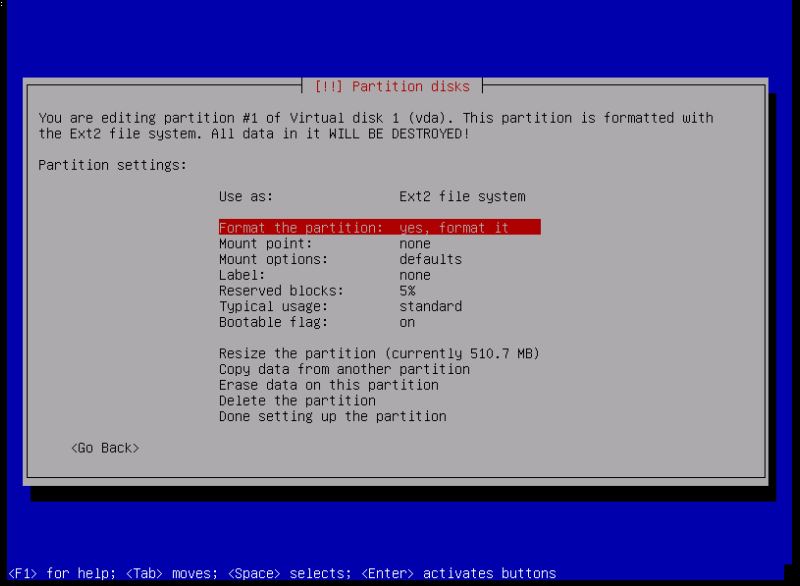 :
[!!] Partition disks
You are editing partition #1 of Virtual disk 1 (vda). This partition is formatted with
the Ext2 file system. All data in it WILL BE DESTROYED!
Partition settings:
Use as: Ext2 file system
Format the partition: yes, format it
Mount point: none
Mount options: defaults
Label: none
Reserved blocks: 5%
Typical usage: standard
Bootable flag: on
Resize the partition (currently 510.7 MB)
Copy data from another partition
Erase data on this partition
Delete the partition
Done setting up the partition
<Go Back>
<F1> for help; <Tab> moves; <Space> selects; <Enter> activates buttons